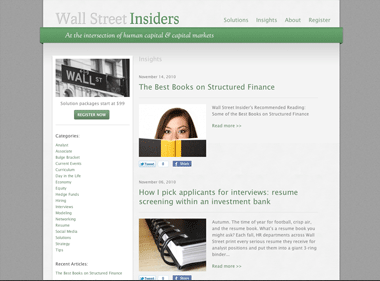 Wall Street Insiders
Solutions Insights About Register
At the intersection of human capital & capital markets
WALL ST
Solution packages start at $99
REGISTER NOW
Categories:
Analyst
Associate
Bulge Bracket
Current Events
Curriculum
Day in the Life
Economy
Equity
Hedge Funds
Hiring
Interviews
Modeling
Networking
Resume
Social Media
Solutions
Strategy
Tips
Recent Articles:
The Best Books on Structured Finance
Insights
November 14, 2010
The Best Books on Structured Finance
Wall Street Insider's Recommended Reading:
Some of the Best Books on Structured Finance
Read more >>
Tweet 0 Share
November 08, 2010
How I pick applicants for interviews: resume
screening within an investment bank
Autumn. The time of year for football, crisp air,
and the resume book. What's a resume book you
might ask? Each fall, HR departments across Wall
Street print every serious resume they receive for
analyst positions and put them into a giant 3 ring
binder...
Read more >>
Tweet 0 Share